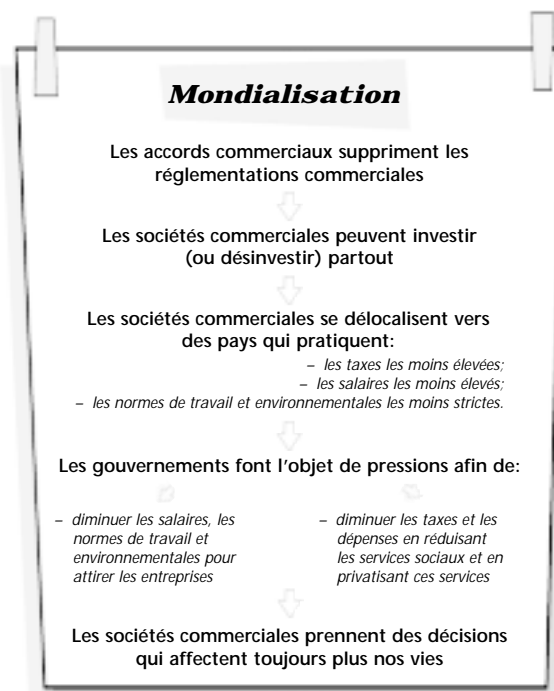 Mondialisation
Les accords commerciaux suppriment les
réglementations commerciales
Les sociétés commerciales peuvent investir
(ou désinvestir) partout
Les sociétés commerciales se délocalisent vers
des pays qui pratiquent:
– les taxes les moins élevées;
– les salaires les moins élevés;
– les normes de travail et environnementales les moins strictes.
Les gouvernements font l'objet de pressions afin de:
– diminuer les salaires, les
normes de travail et
environnementales pour
attirer les entreprises
– diminuer les taxes et les
dépenses en réduisant
les services sociaux et en
privatisant ces services
Les sociétés commerciales prennent des décisions
qui affectent toujours plus nos vies